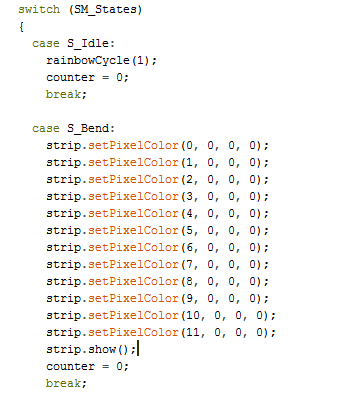 switch (SM_States)
{
  case S_Idle:
    rainbowCycle(1);
    counter = 0;
    break;

  case S_Bend:
    strip.setPixelColor(0, 0, 0, 0);
    strip.setPixelColor(1, 0, 0, 0);
    strip.setPixelColor(2, 0, 0, 0);
    strip.setPixelColor(3, 0, 0, 0);
    strip.setPixelColor(4, 0, 0, 0);
    strip.setPixelColor(5, 0, 0, 0);
    strip.setPixelColor(6, 0, 0, 0);
    strip.setPixelColor(7, 0, 0, 0);
    strip.setPixelColor(8, 0, 0, 0);
    strip.setPixelColor(9, 0, 0, 0);
    strip.setPixelColor(10, 0, 0, 0);
    strip.setPixelColor(11, 0, 0, 0);
    strip.show();
    counter = 0;
    break;